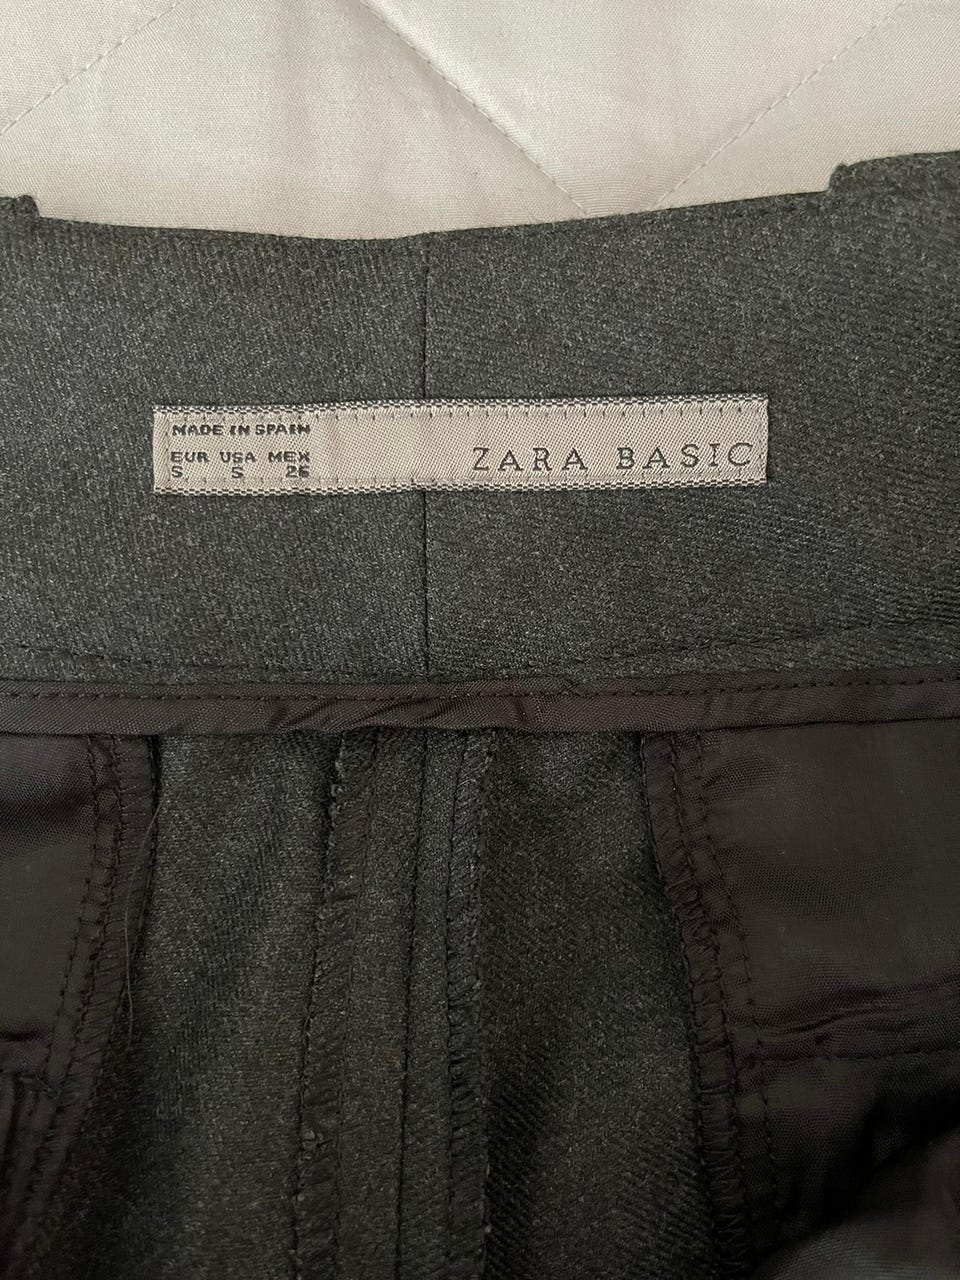 MADE IN SPAIN
EUR USA MEX
S S 26
ZARA BASIC